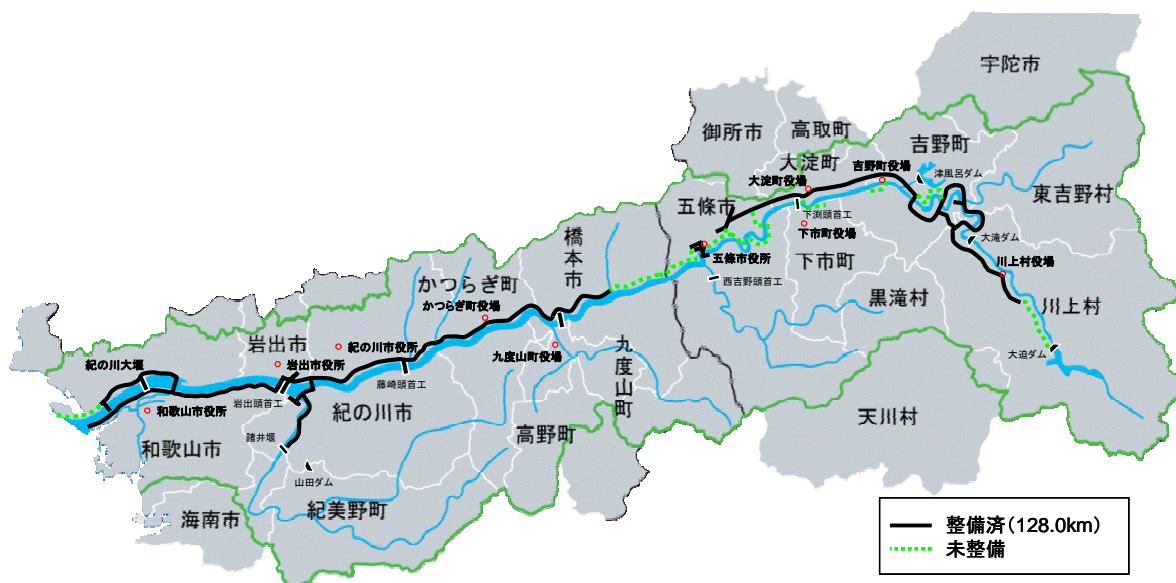 宇陀市
御所市
高取町
吉野町
大淀町
吉野町役場
津風呂ダム
大淀町役場
東吉野村
五條市
下渕頭首工
下市町役場
大滝ダム
橋本市
五條市役所
下市町
川上村役場
かつらぎ町
西吉野頭首工
黒滝村
川上村
かつらぎ町役場
岩出市
紀の川市役所
九度山町役場
大迫ダム
紀の川大堰
岩出市役所
藤崎頭首工
九度山町
岩出頭首工
和歌山市役所
紀の川市
天川村
和歌山市
諸井堰
高野町
山田ダム
海南市
紀美野町
整備済(128.0km)
未整備